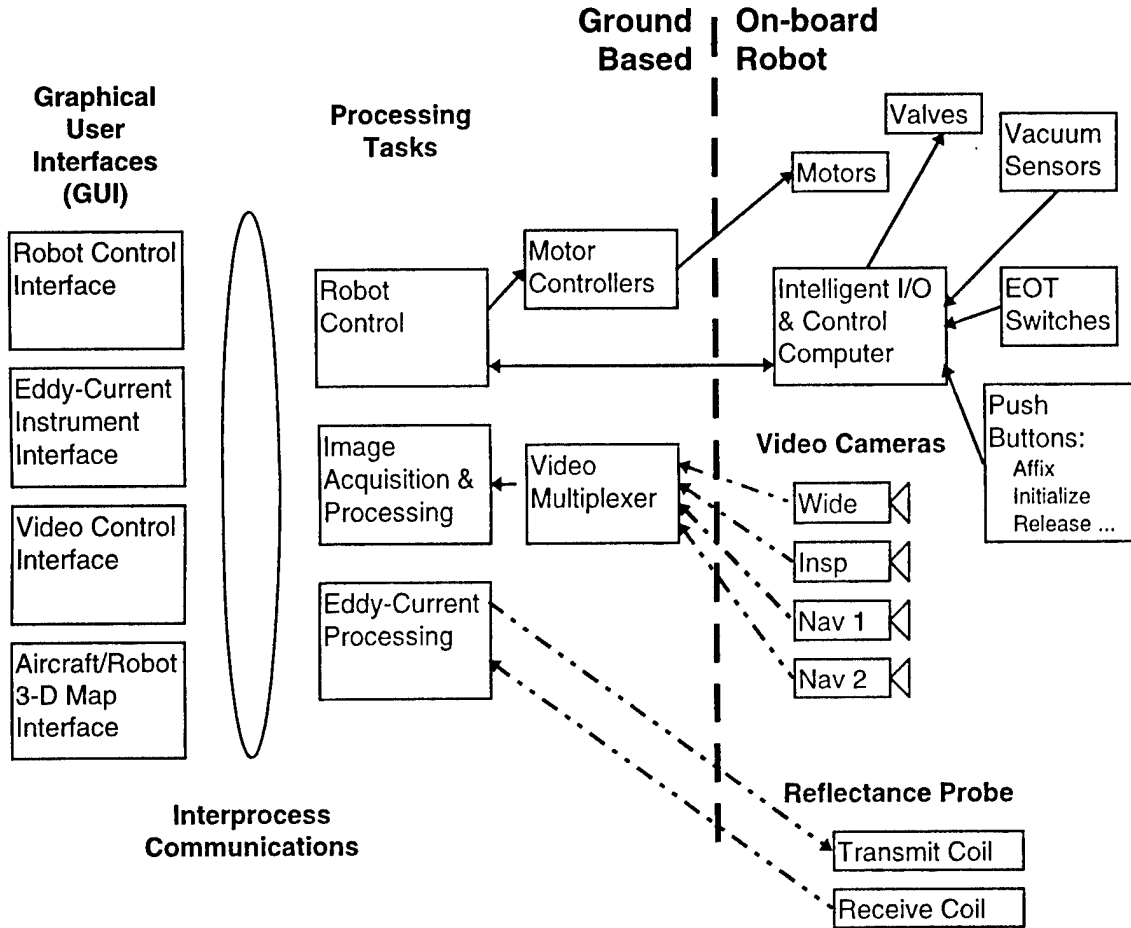 Ground
Based
On-board
Robot
Graphical
User
Interfaces
(GUI)
Processing
Tasks
Robot Control
Interface
Eddy-Current
Instrument
Interface
Video Control
Interface
Aircraft/Robot
3-D Map
Interface
Interprocess
Communications
Robot
Control
Motor
Controllers
Image
Acquisition &
Processing
Video
Multiplexer
Eddy-Current
Processing
Valves
Motors
Vacuum
Sensors
Intelligent I/O
& Control
Computer
EOT
Switches
Push
Buttons:
Affix
Initialize
Release ...
Video Cameras
Wide
Insp
Nav 1
Nav 2
Reflectance Probe
Transmit Coil
Receive Coil